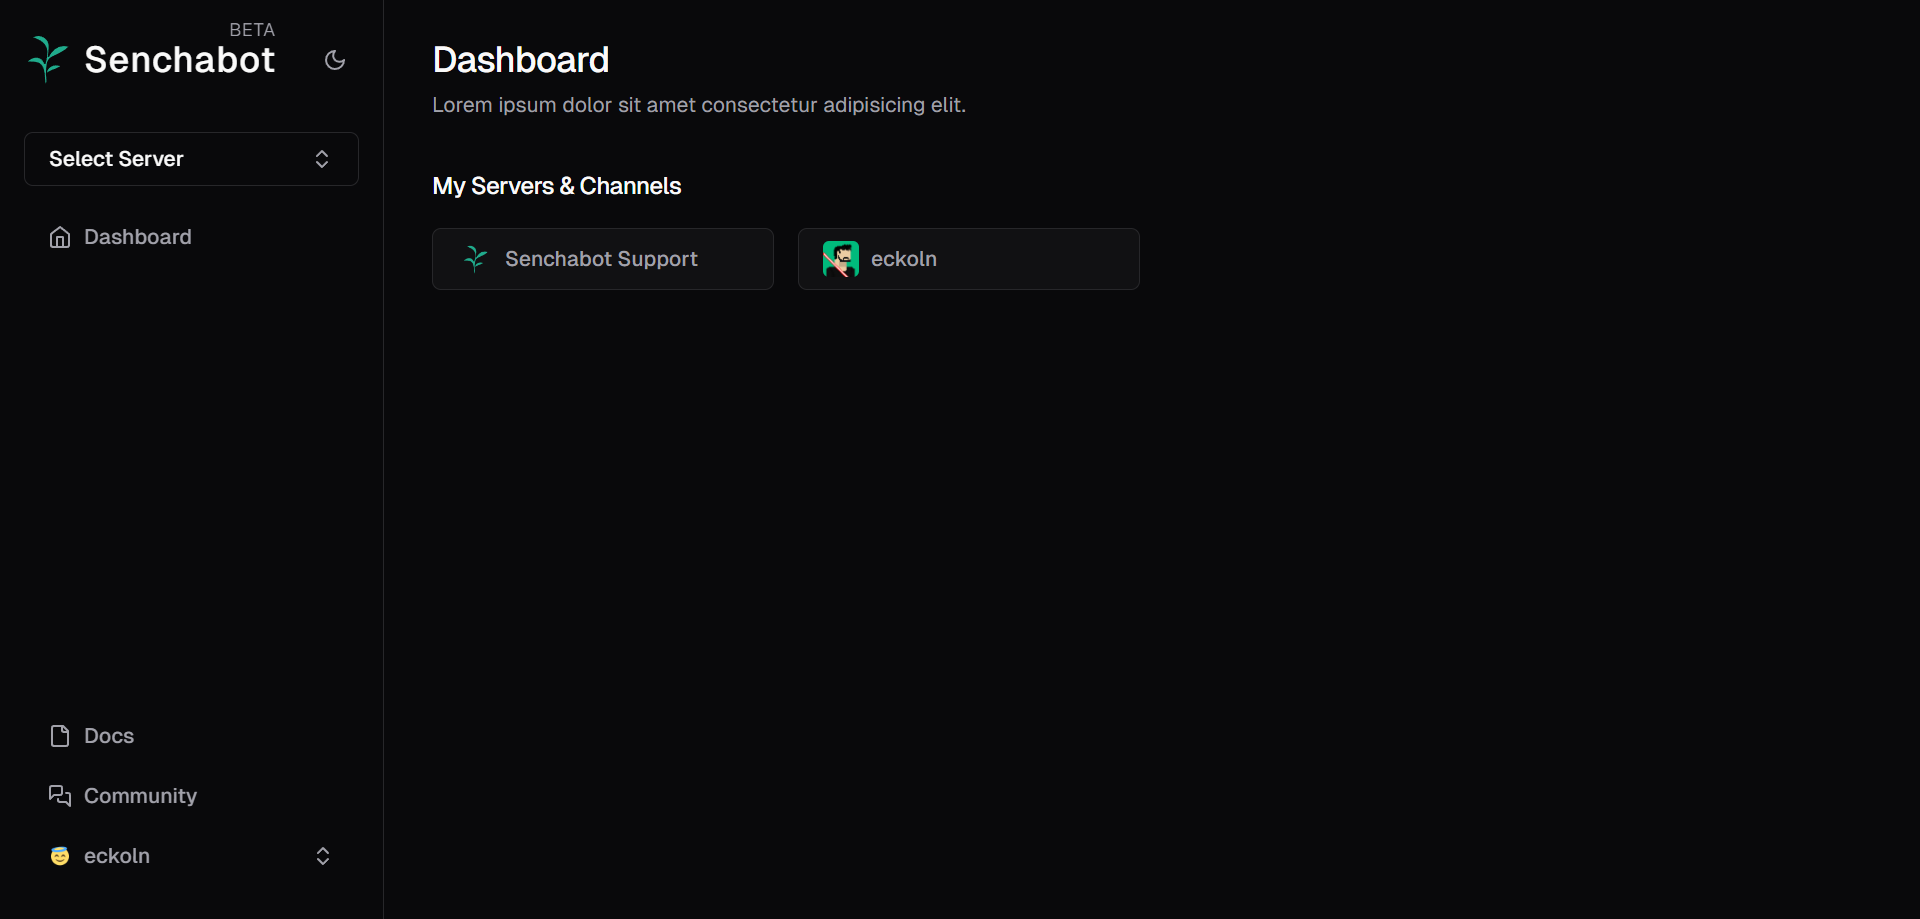 BETA
Senchabot
Select Server
Dashboard
Docs
Community
eckoln
Dashboard
Lorem ipsum dolor sit amet consectetur adipisicing elit.
My Servers & Channels
Senchabot Support
eckoln